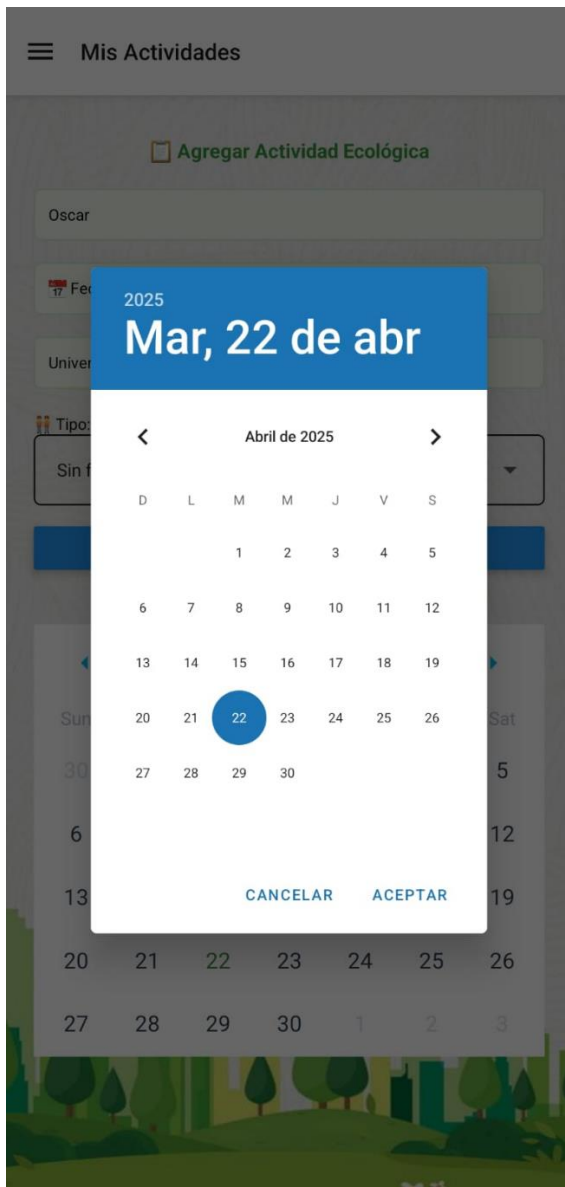 Mis Actividades
📋 Agregar Actividad Ecológica
Oscar
📅 Fec
2025
Mar, 22 de abr
Univer
👬 Tipo:
Sin f
Abril de 2025
D L M M J V S
1 2 3 4 5
6 7 8 9 10 11 12
13 14 15 16 17 18 19
20 21 22 23 24 25 26
27 28 29 30
CANCELAR ACEPTAR
Sun Sat
30 5
6 12
13 19
20 21 22 23 24 25 26
27 28 29 30 1 2 3